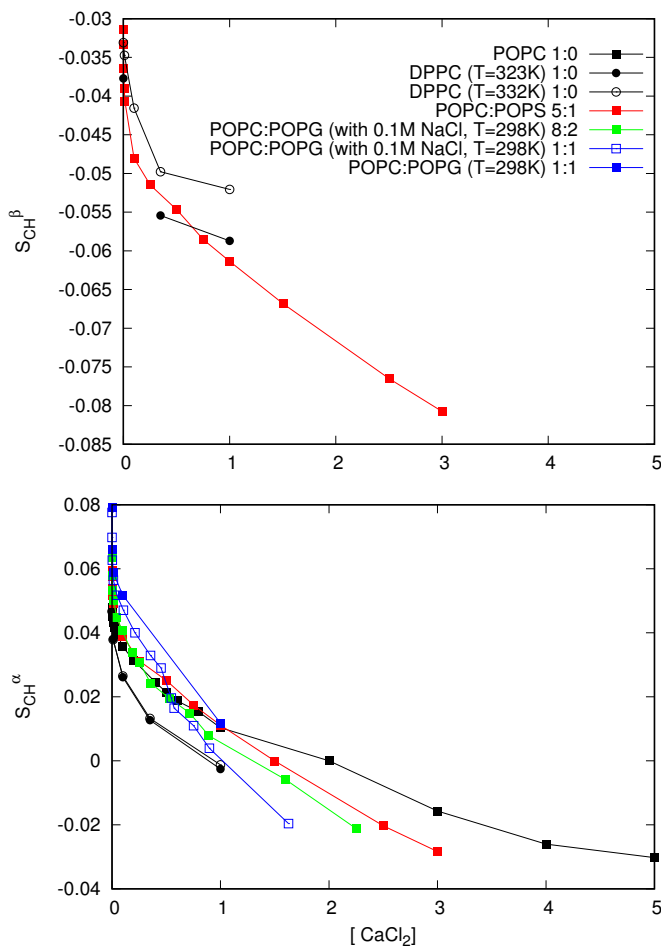 -0.03
-0.035
-0.04
-0.045
-0.05
-0.055
-0.06
-0.065
-0.07
-0.075
-0.08
-0.085
S_CH^β
POPC 1:0
DPPC (T=323K) 1:0
DPPC (T=332K) 1:0
POPC:POPS 5:1
POPC:POPG (with 0.1M NaCl, T=298K) 8:2
POPC:POPG (with 0.1M NaCl, T=298K) 1:1
POPC:POPG (T=298K) 1:1
0 1 2 3 4 5
0.08
0.06
0.04
0.02
0
-0.02
-0.04
S_CH^α
0 1 2 3 4 5
[ CaCl₂]